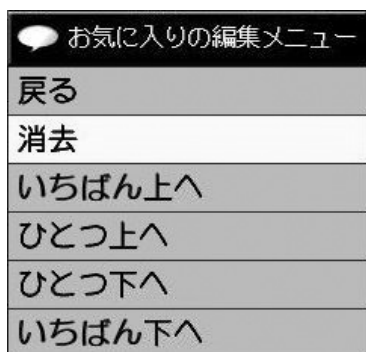 お気に入りの編集メニュー
戻る
消去
いちばん上へ
ひとつ上へ
ひとつ下へ
いちばん下へ